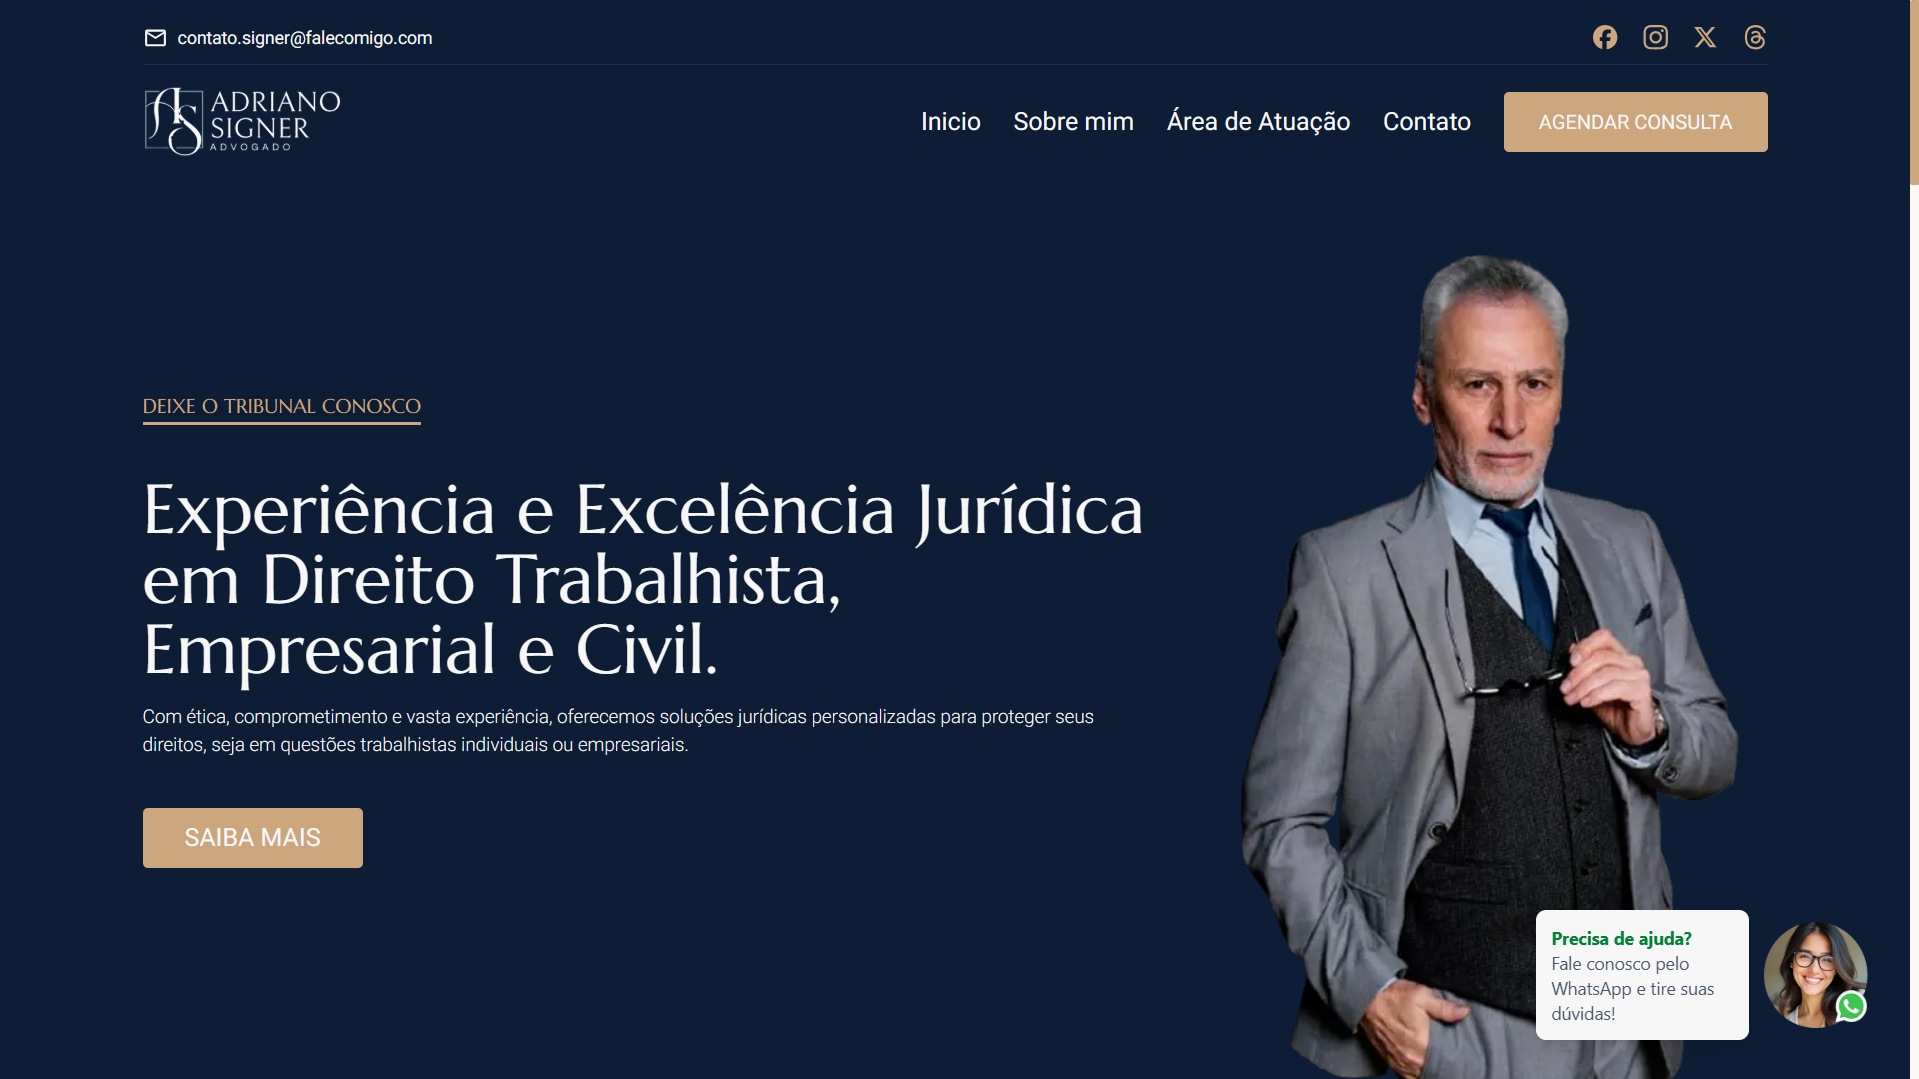 contato.signer@falecomigo.com
AS ADRIANO
SIGNER
ADVOGADO
Inicio Sobre mim Área de Atuação Contato AGENDAR CONSULTA
DEIXE O TRIBUNAL CONOSCO
Experiência e Excelência Jurídica
em Direito Trabalhista,
Empresarial e Civil.
Com ética, comprometimento e vasta experiência, oferecemos soluções jurídicas personalizadas para proteger seus
direitos, seja em questões trabalhistas individuais ou empresariais.
SAIBA MAIS
Precisa de ajuda?
Fale conosco pelo
WhatsApp e tire suas
dúvidas!